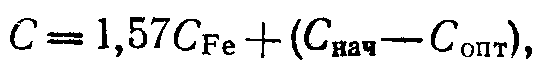 C = 1,57C_Fe + (C_нач — C_опт),